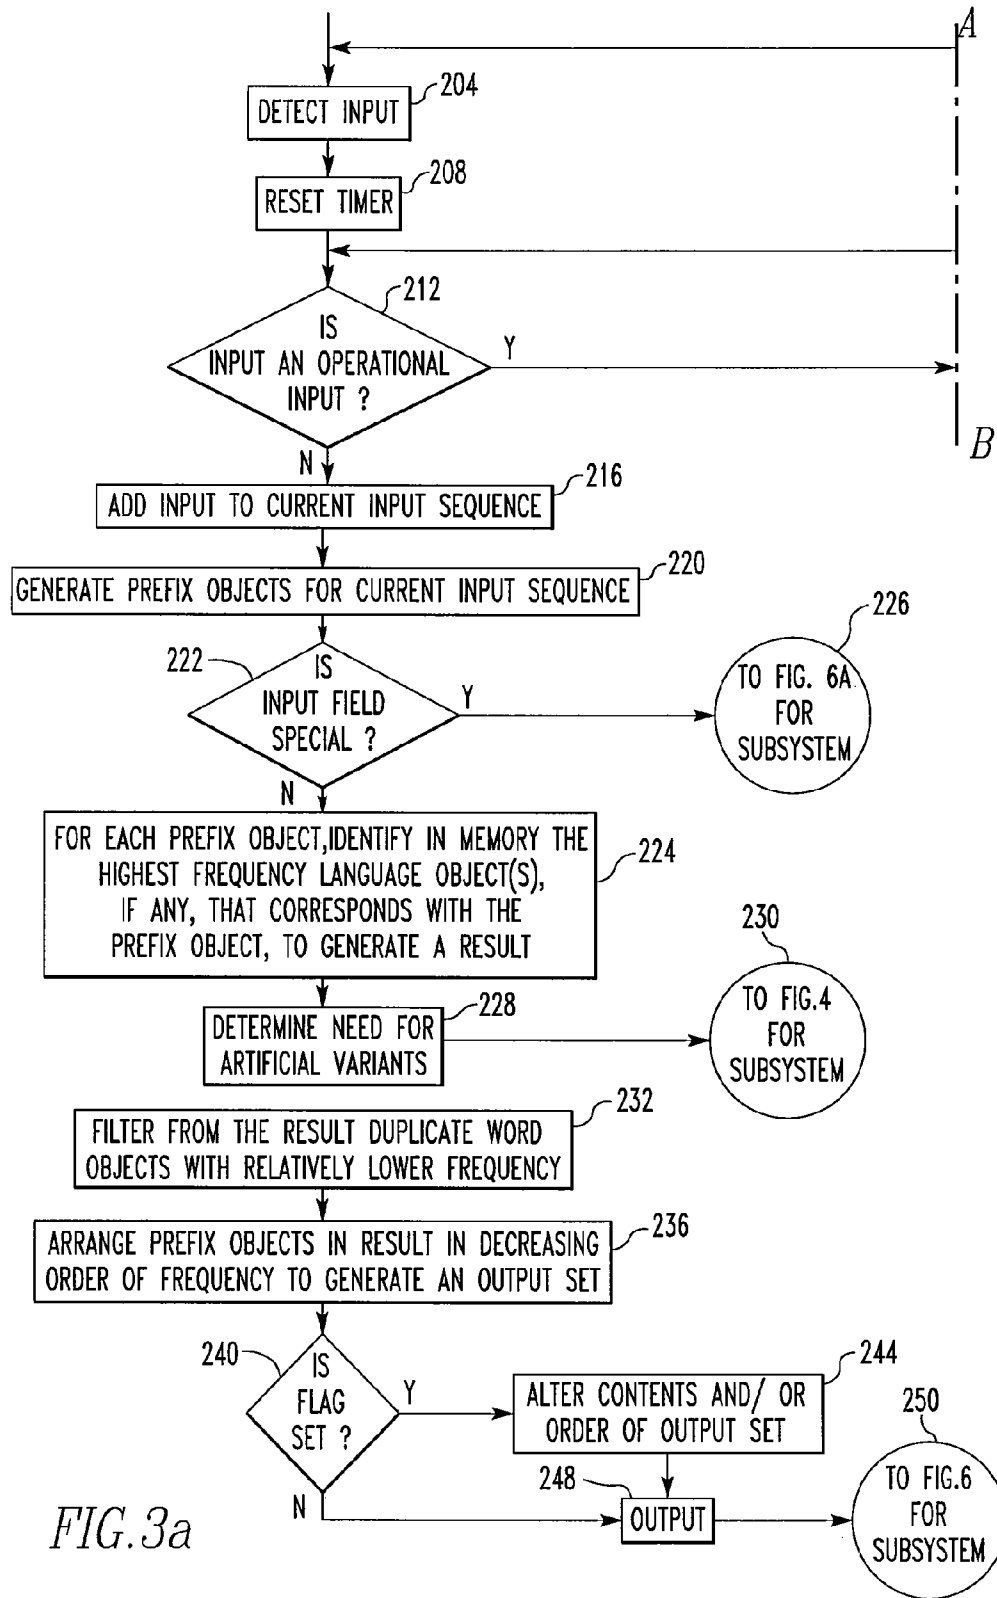 A
204
DETECT INPUT
208
RESET TIMER
212
IS
INPUT AN OPERATIONAL
INPUT ?
Y
B
N
216
ADD INPUT TO CURRENT INPUT SEQUENCE
220
GENERATE PREFIX OBJECTS FOR CURRENT INPUT SEQUENCE
222
IS
INPUT FIELD
SPECIAL ?
Y
226
TO FIG. 6A
FOR
SUBSYSTEM
N
FOR EACH PREFIX OBJECT,IDENTIFY IN MEMORY THE
HIGHEST FREQUENCY LANGUAGE OBJECT(S),
IF ANY, THAT CORRESPONDS WITH THE
PREFIX OBJECT, TO GENERATE A RESULT
224
228
DETERMINE NEED FOR
ARTIFICIAL VARIANTS
230
TO FIG.4
FOR
SUBSYSTEM
232
FILTER FROM THE RESULT DUPLICATE WORD
OBJECTS WITH RELATIVELY LOWER FREQUENCY
236
ARRANGE PREFIX OBJECTS IN RESULT IN DECREASING
ORDER OF FREQUENCY TO GENERATE AN OUTPUT SET
240
IS
FLAG
SET ?
Y
244
ALTER CONTENTS AND/ OR
ORDER OF OUTPUT SET
N
248
OUTPUT
250
TO FIG.6
FOR
SUBSYSTEM
FIG.3a